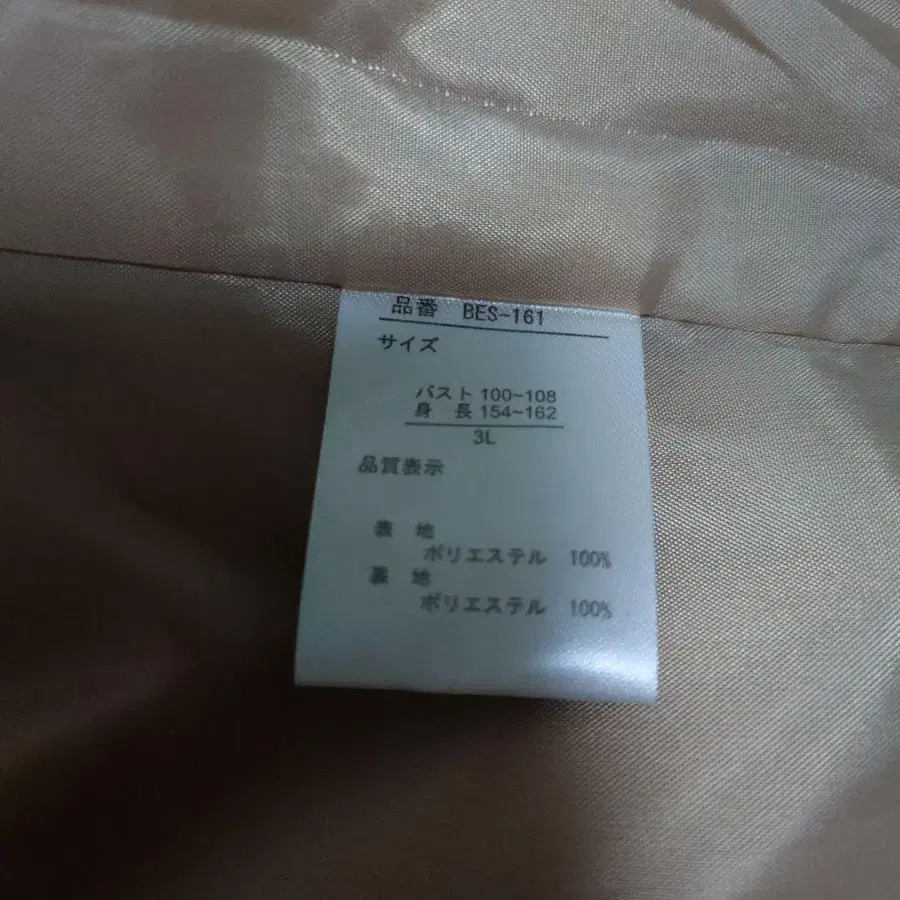 品番 BES-161
サイズ
バスト 100~108
身 長 154~162
3L
品質表示
表 地
ポリエステル 100%
裏 地
ポリエステル 100%